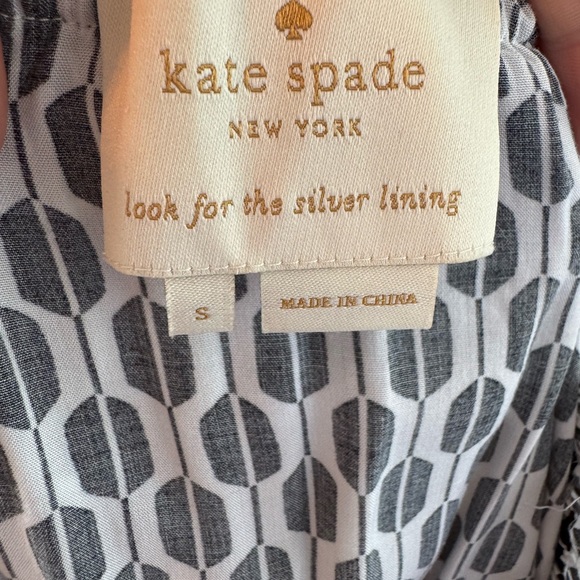 kate spade
NEW YORK
look for the silver lining
S
MADE IN CHINA